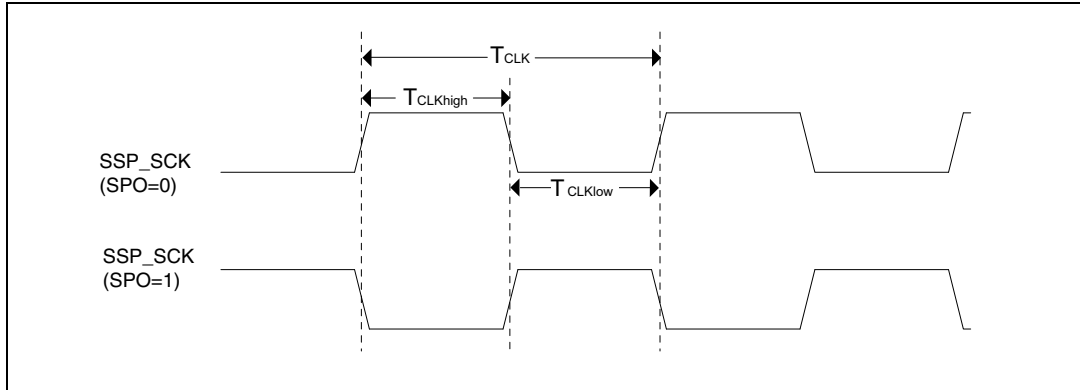 TCLK
TCLKhigh
SSP_SCK
(SPO=0)
TCLKlow
SSP_SCK
(SPO=1)